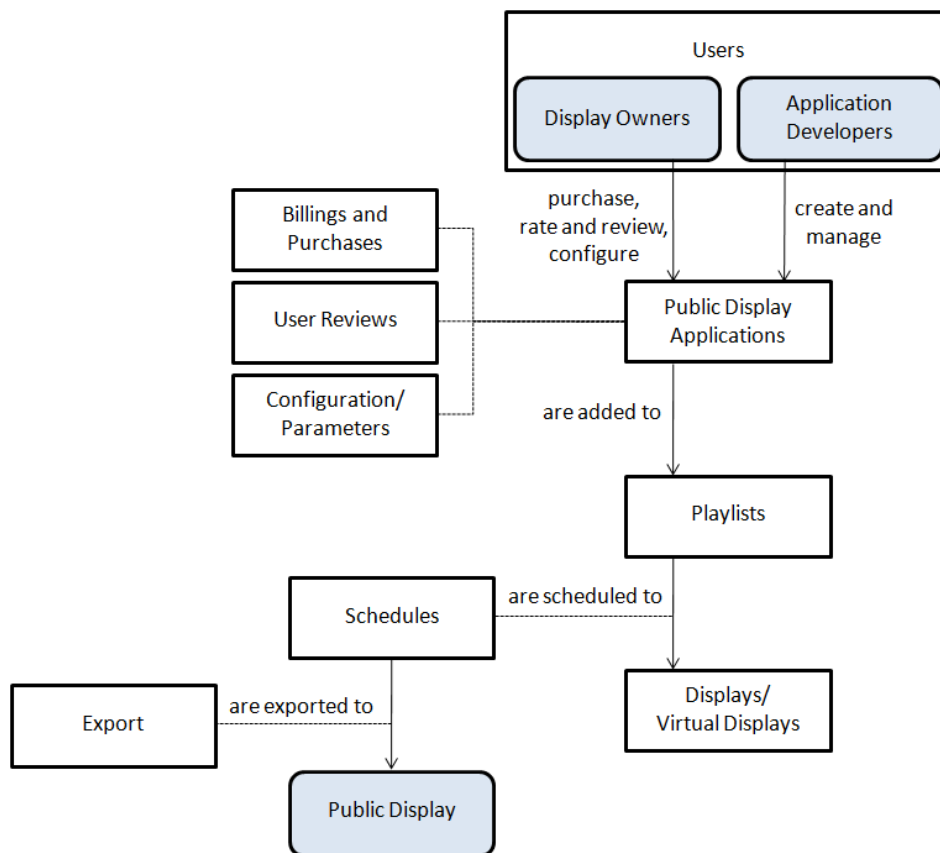 Users
Display Owners
Application
Developers
purchase,
rate and review,
configure
create and
manage
Billings and
Purchases
User Reviews
Configuration/
Parameters
Public Display
Applications
are added to
Playlists
are scheduled to
Schedules
Displays/
Virtual Displays
Export
are exported to
Public Display